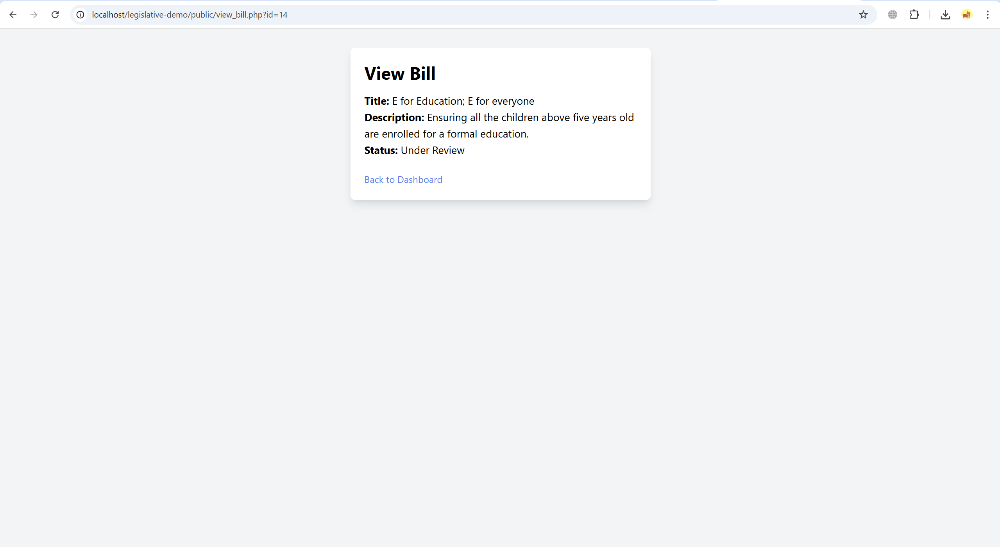 localhost/legislative-demo/public/view_bill.php?id=14
View Bill
Title: E for Education; E for everyone
Description: Ensuring all the children above five years old
are enrolled for a formal education.
Status: Under Review
Back to Dashboard